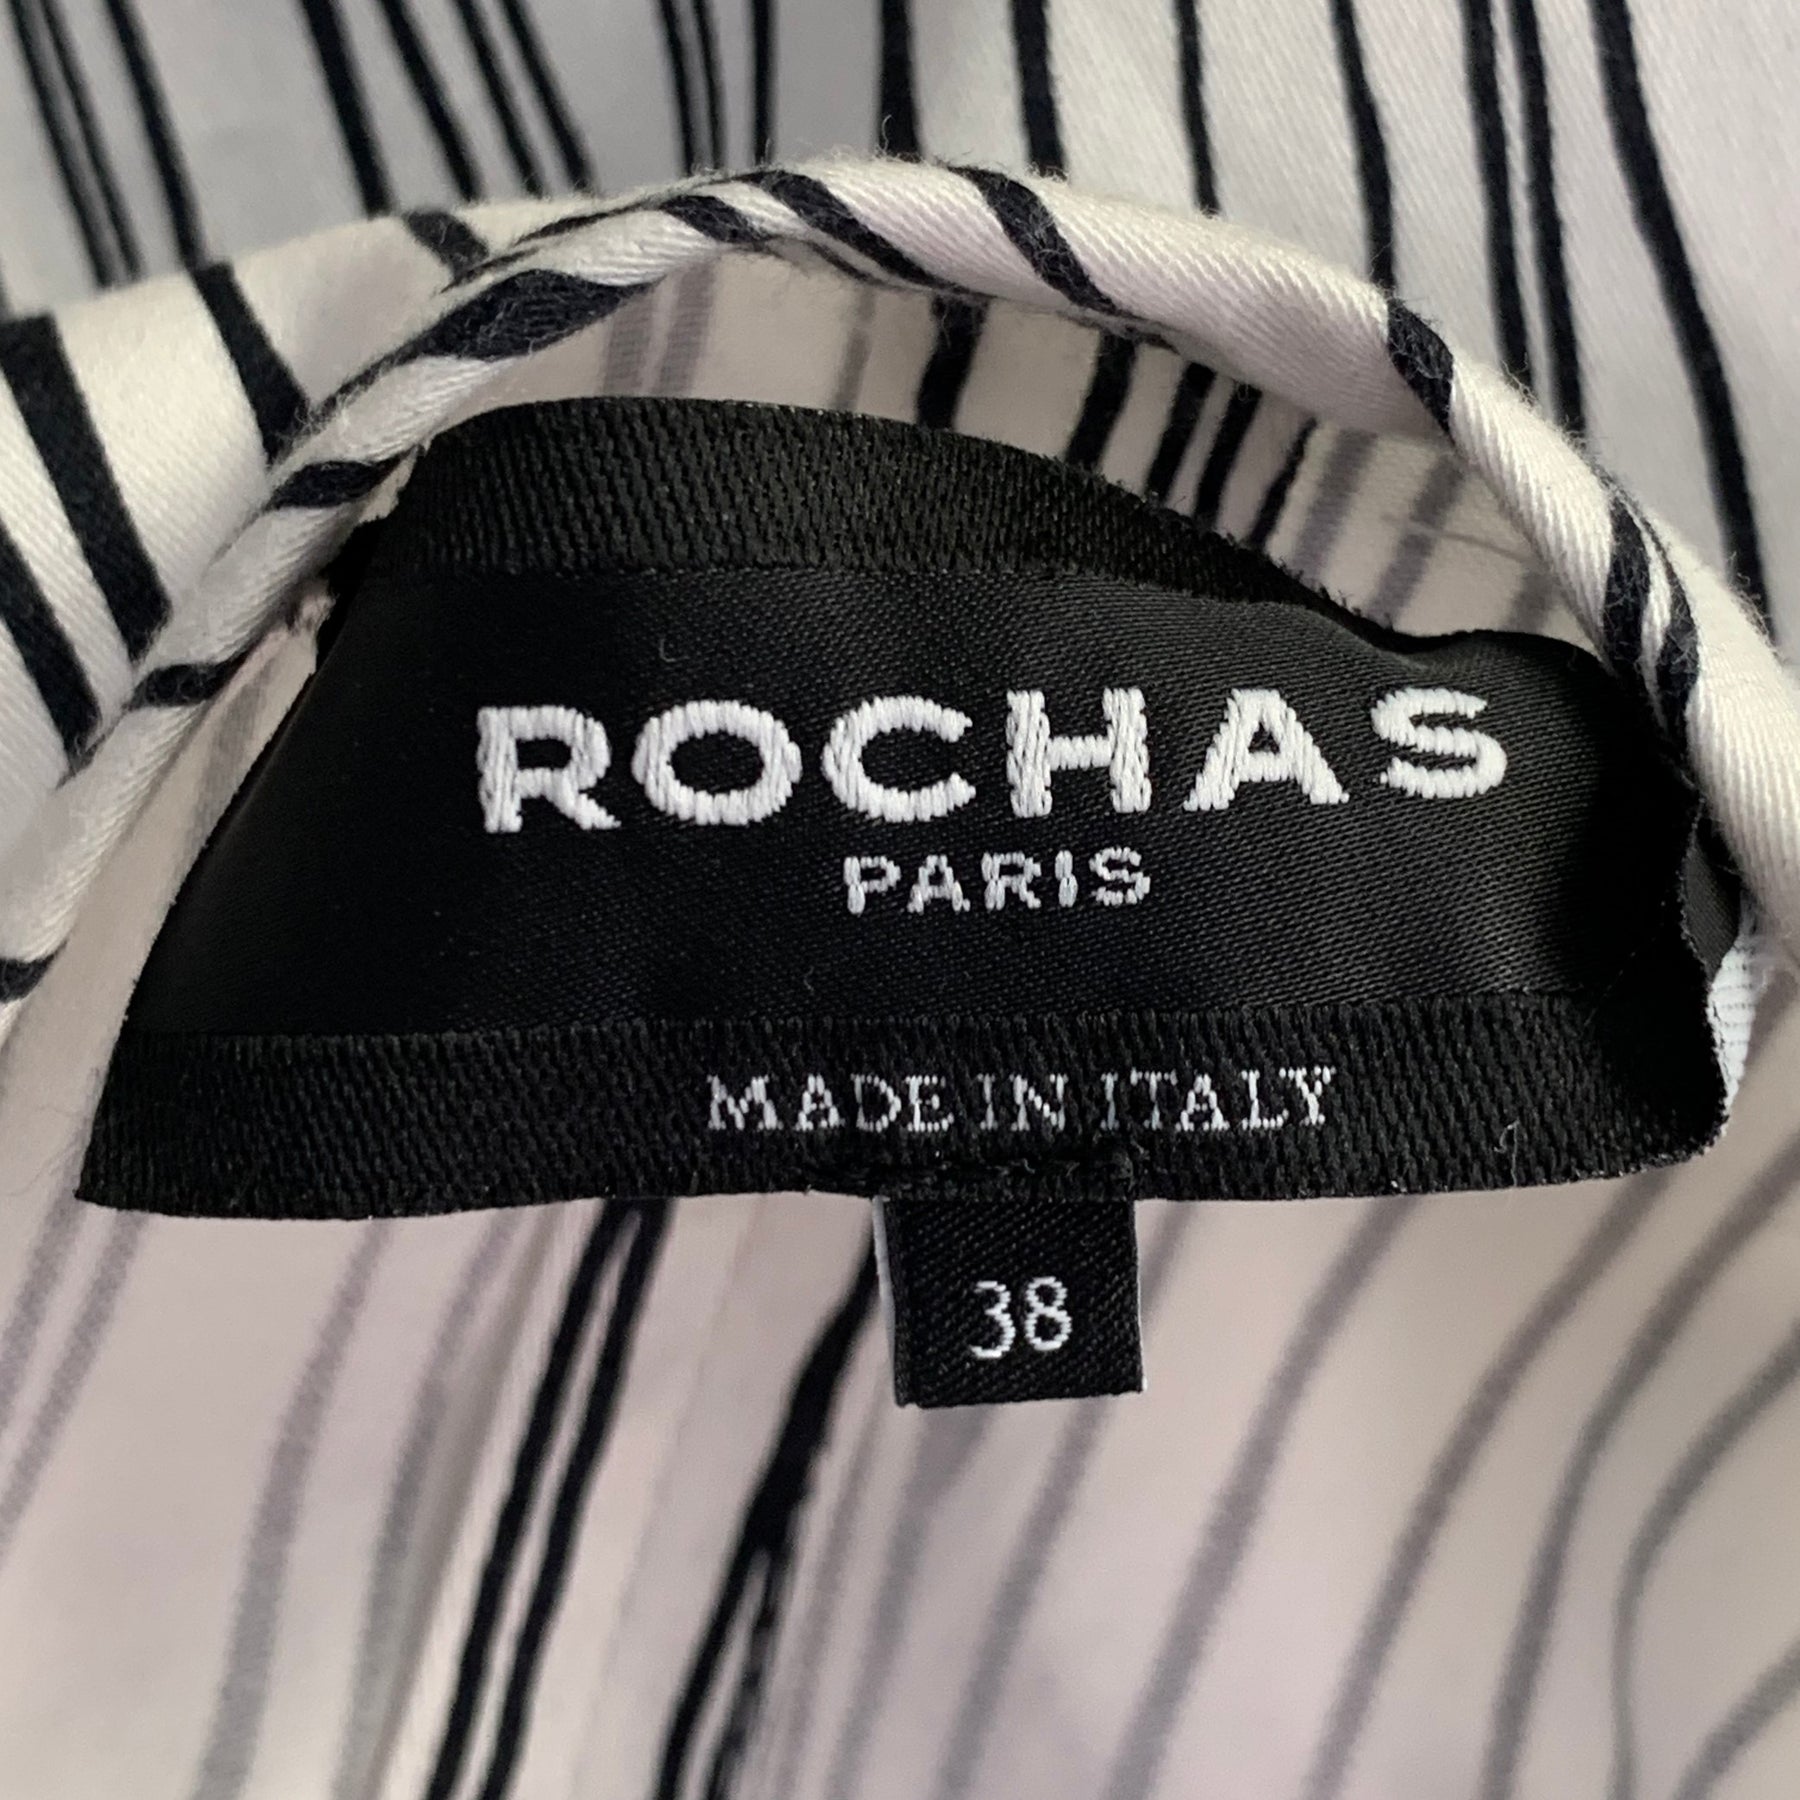 ROCHAS
PARIS
MADE IN ITALY
38